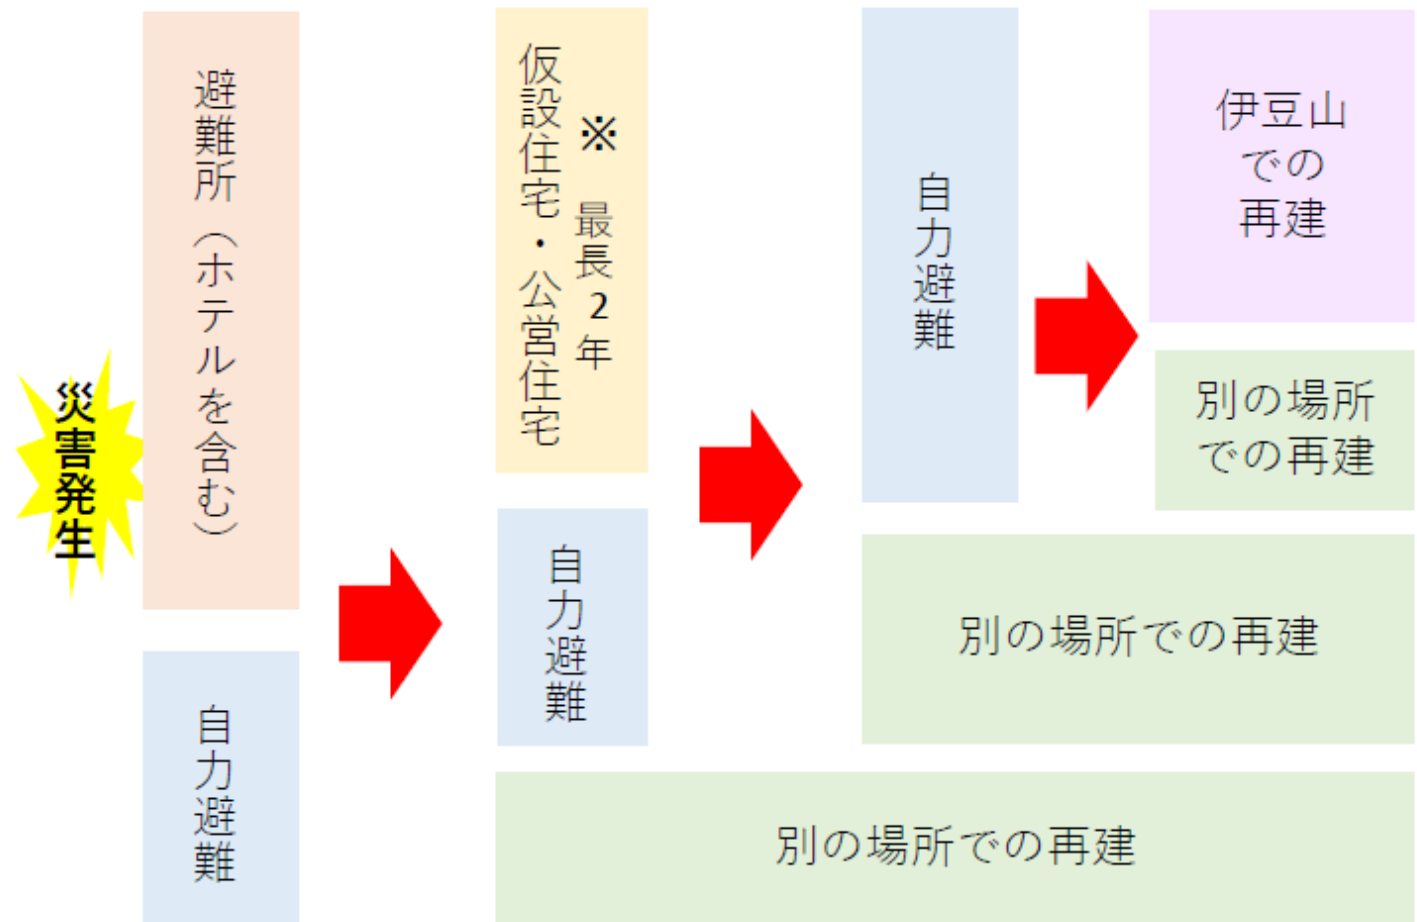 災害発生
避難所（ホテルを含む）
自力避難
仮設住宅・公営住宅
※　最長2年
自力避難
自力避難
伊豆山
での
再建
別の場所
での再建
別の場所での再建
別の場所での再建